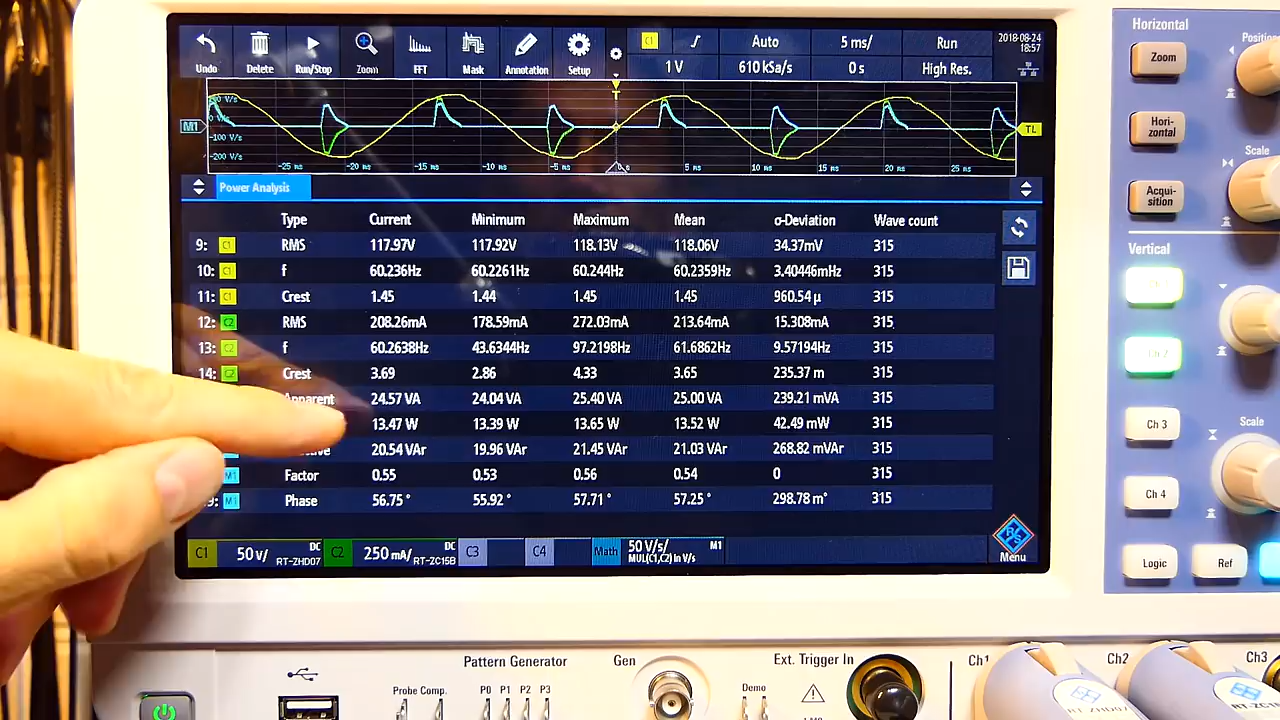 Undo Delete Run/Stop Zoom FFT Mask Annotation Setup
C1 Auto 5 ms/ Run 2018-08-24
1 V 610 kSa/s 0 s High Res. 18:57
M1 TL
0 V/s
-100 V/s
-200 V/s
-25 ms -20 ms -15 ms -10 ms -5 ms 0 s 5 ms 10 ms 15 ms 20 ms 25 ms
Power Analysis
Type Current Minimum Maximum Mean σ-Deviation Wave count
9: C1 RMS 117.97V 117.92V 118.13V 118.06V 34.37mV 315
10: C1 f 60.236Hz 60.2261Hz 60.244Hz 60.2359Hz 3.40446mHz 315
11: C1 Crest 1.45 1.44 1.45 1.45 960.54 µ 315
12: C2 RMS 208.26mA 178.59mA 272.03mA 213.64mA 15.308mA 315
13: C2 f 60.2638Hz 43.6344Hz 97.2198Hz 61.6862Hz 9.57194Hz 315
14: C2 Crest 3.69 2.86 4.33 3.65 235.37 m 315
Apparent 24.57 VA 24.04 VA 25.40 VA 25.00 VA 239.21 mVA 315
13.47 W 13.39 W 13.65 W 13.52 W 42.49 mW 315
20.54 VAr 19.96 VAr 21.45 VAr 21.03 VAr 268.82 mVAr 315
M1 Factor 0.55 0.53 0.56 0.54 0 315
M1 Phase 56.75 ° 55.92 ° 57.71 ° 57.25 ° 298.78 m° 315
C1 50 V/ DC RT-ZHD07 C2 250 mA/ DC RT-ZC15B C3 C4 Math 50 V/s/ M1
MUL(C1,C2) in V/s
Menu
Horizontal
Zoom
Hori-
zontal
Acqui-
sition
Scale
Vertical
Ch 3
Scale
Ch 4
Logic Ref
Pattern Generator Gen Ext. Trigger In Ch1 Ch2 Ch3
Probe Comp. P0 P1 P2 P3 Demo